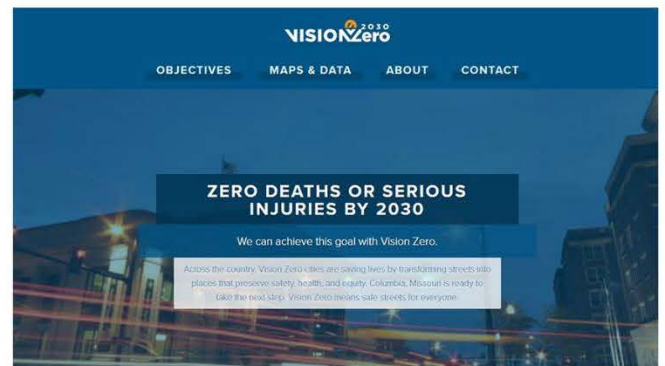 VISIONZero 2030
OBJECTIVES MAPS & DATA ABOUT CONTACT
ZERO DEATHS OR SERIOUS
INJURIES BY 2030
We can achieve this goal with Vision Zero.
Across the country, Vision Zero cities are saving lives by transforming streets into
places that preserve safety, health, and equity. Columbia, Missouri is ready to
take the next step. Vision Zero means safe streets for everyone.